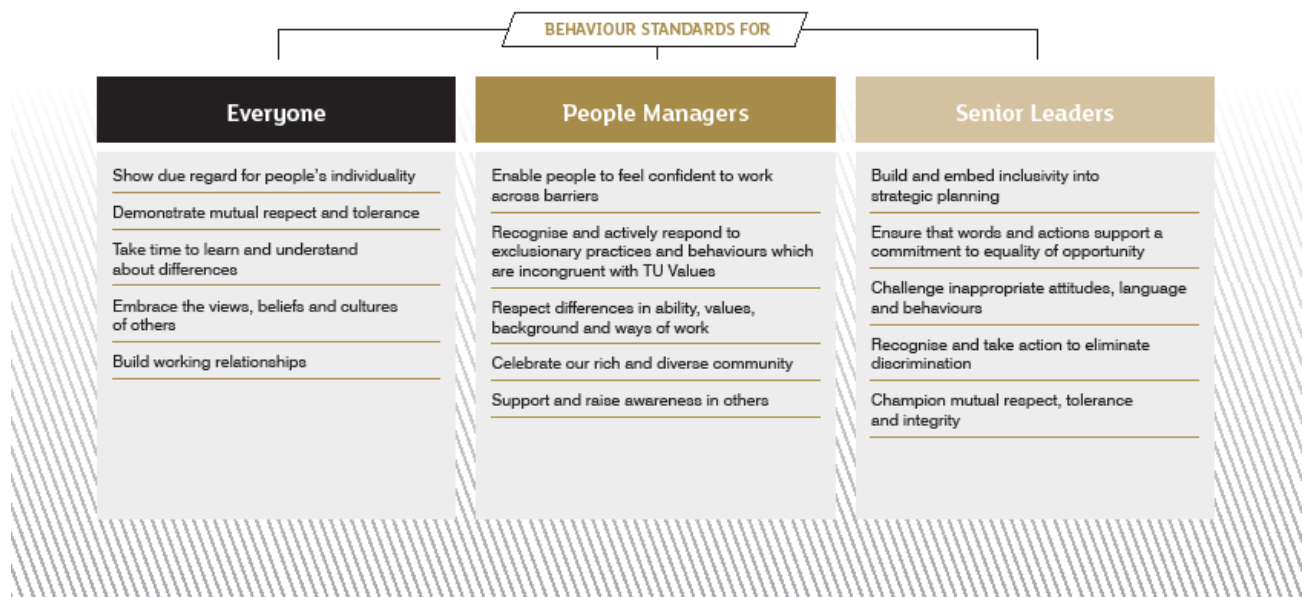 BEHAVIOUR STANDARDS FOR
Everyone
Show due regard for people's individuality
Demonstrate mutual respect and tolerance
Take time to learn and understand
about differences
Embrace the views, beliefs and cultures
of others
Build working relationships
People Managers
Enable people to feel confident to work
across barriers
Recognise and actively respond to
exclusionary practices and behaviours which
are incongruent with TU Values
Respect differences in ability, values,
background and ways of work
Celebrate our rich and diverse community
Support and raise awareness in others
Senior Leaders
Build and embed inclusivity into
strategic planning
Ensure that words and actions support a
commitment to equality of opportunity
Challenge inappropriate attitudes, language
and behaviours
Recognise and take action to eliminate
discrimination
Champion mutual respect, tolerance
and integrity